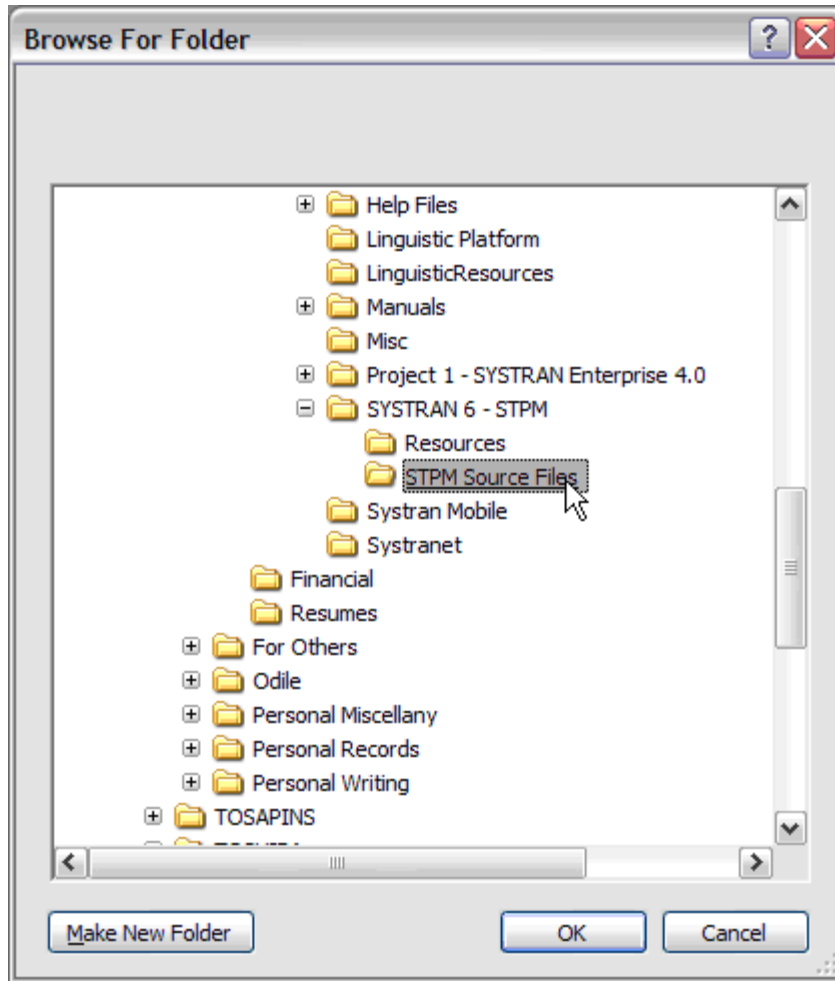 Browse For Folder
Help Files
Linguistic Platform
LinguisticResources
Manuals
Misc
Project 1 - SYSTRAN Enterprise 4.0
SYSTRAN 6 - STPM
Resources
STPM Source Files
Systran Mobile
Systranet
Financial
Resumes
For Others
Odile
Personal Miscellany
Personal Records
Personal Writing
TOSAPINS
Make New Folder
OK
Cancel